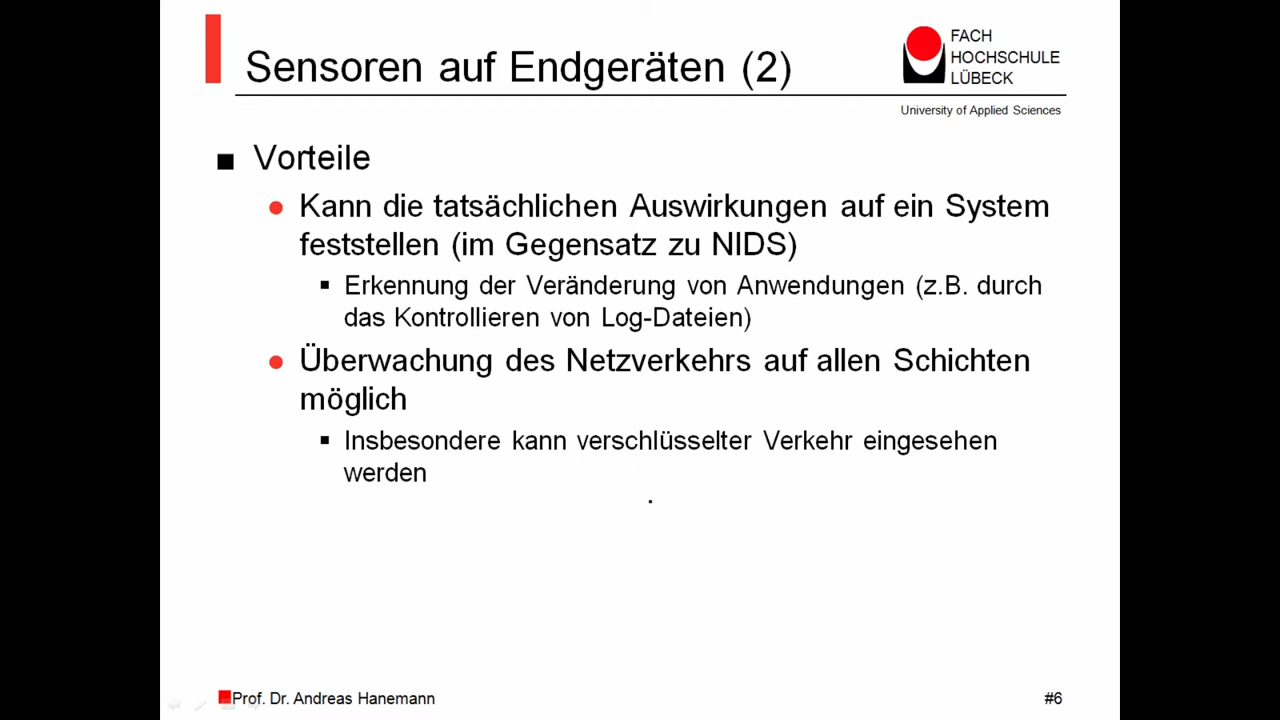 Sensoren auf Endgeräten (2)
FACH
HOCHSCHULE
LÜBECK
University of Applied Sciences
Vorteile
Kann die tatsächlichen Auswirkungen auf ein System
feststellen (im Gegensatz zu NIDS)
Erkennung der Veränderung von Anwendungen (z.B. durch
das Kontrollieren von Log-Dateien)
Überwachung des Netzverkehrs auf allen Schichten
möglich
Insbesondere kann verschlüsselter Verkehr eingesehen
werden
Prof. Dr. Andreas Hanemann
#6